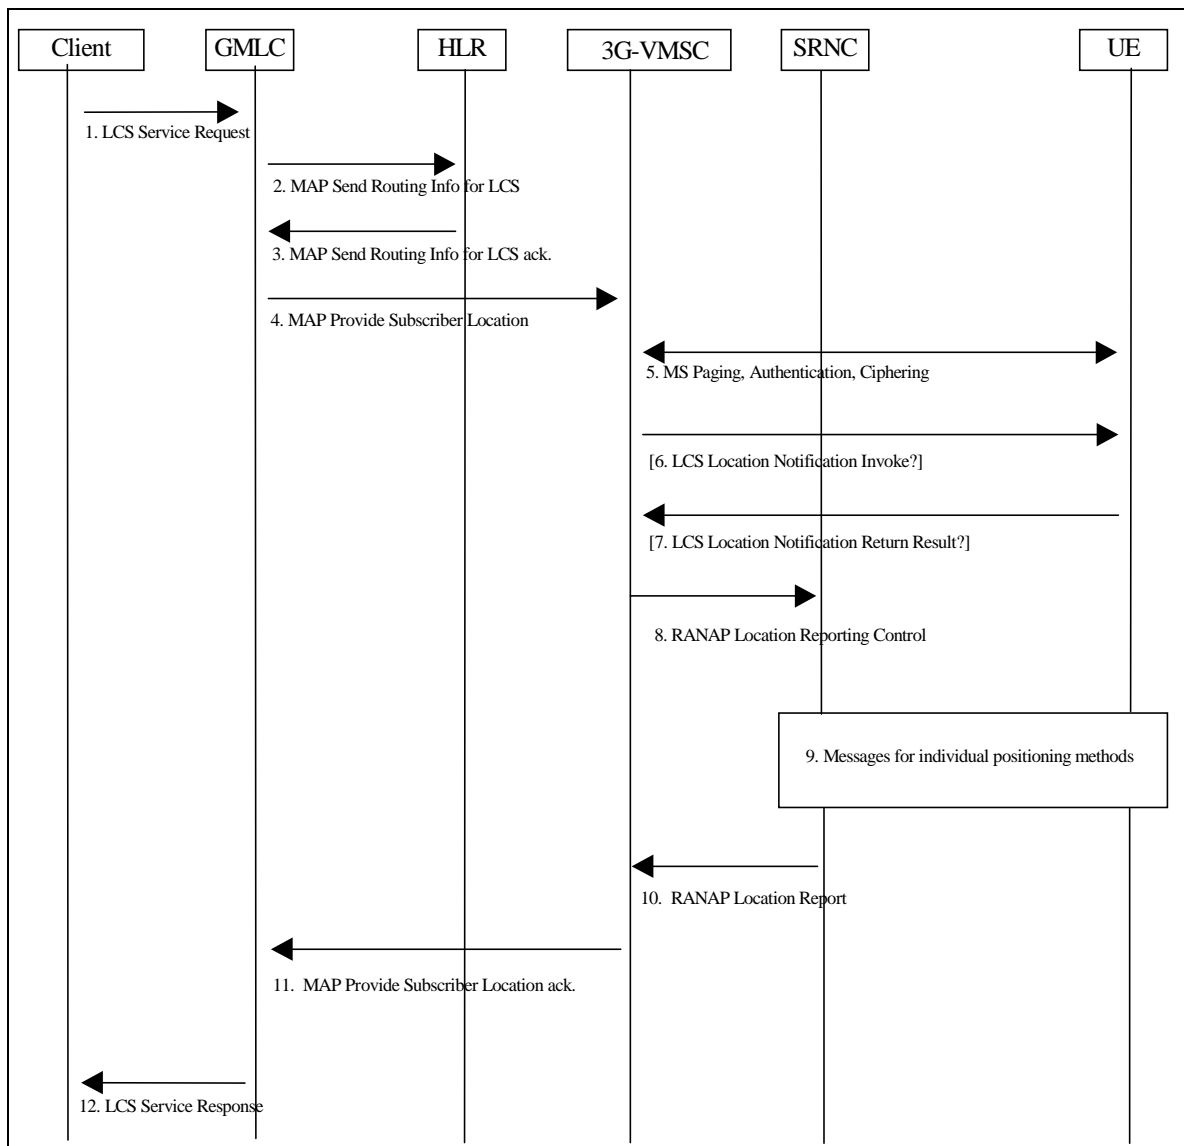 Client
GMLC
HLR
3G-VMSC
SRNC
UE
1. LCS Service Request
2. MAP Send Routing Info for LCS
3. MAP Send Routing Info for LCS ack.
4. MAP Provide Subscriber Location
5. MS Paging, Authentication, Ciphering
[6. LCS Location Notification Invoke?]
[7. LCS Location Notification Return Result?]
8. RANAP Location Reporting Control
9. Messages for individual positioning methods
10. RANAP Location Report
11. MAP Provide Subscriber Location ack.
12. LCS Service Response